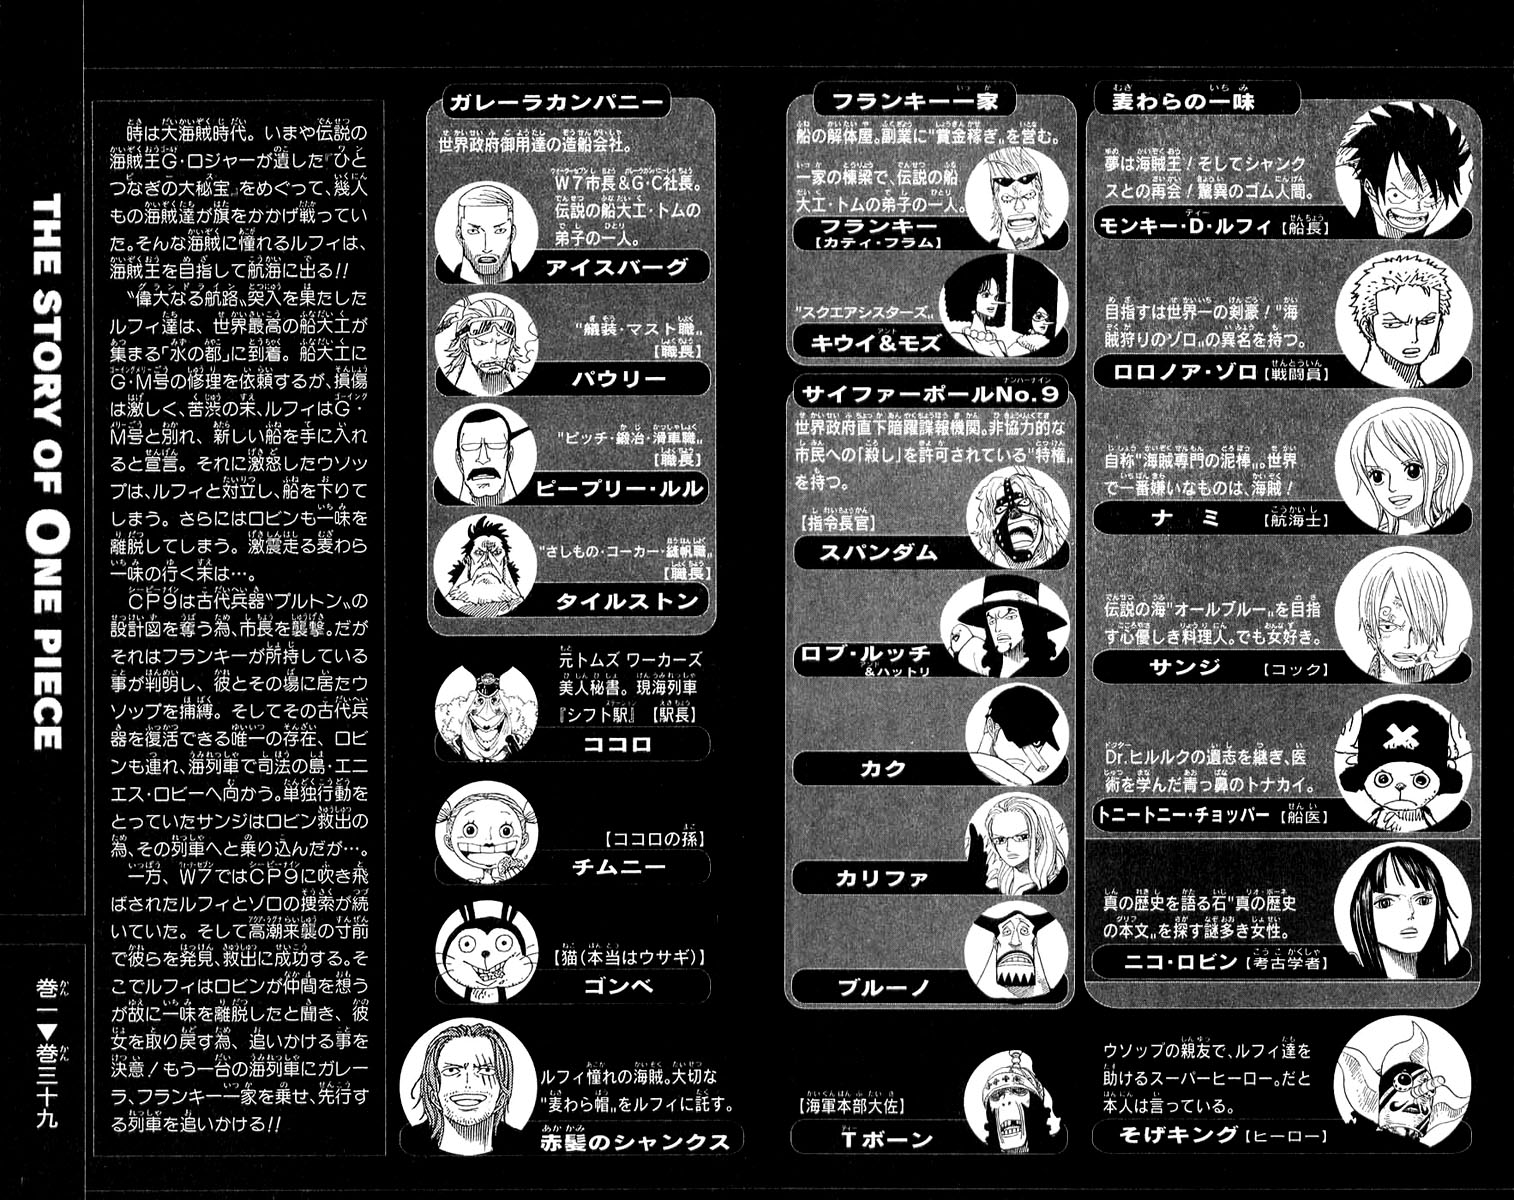 麦わらの一味
夢は海賊王！そしてシャンク
スとの再会！驚異のゴム人間。
モンキー・D・ルフィ【船長】
目指すは世界一の剣豪！"海
賊狩りのゾロ"の異名を持つ。
ロロノア・ゾロ【戦闘員】
自称"海賊専門の泥棒"。世界
で一番嫌いなものは、海賊！
ナミ【航海士】
伝説の海"オールブルー"を目指
す心優しき料理人。でも女好き。
サンジ【コック】
Dr.ヒルルクの遺志を継ぎ、医
術を学んだ青っ鼻のトナカイ。
トニートニー・チョッパー【船医】
真の歴史を語る石"真の歴史
の本文"を探す謎多き女性。
ニコ・ロビン【考古学者】
ウソップの親友で、ルフィ達を
助けるスーパーヒーロー。だと
本人は言っている。
そげキング【ヒーロー】
フランキー一家
船の解体屋。副業に"賞金稼ぎ"を営む。
一家の棟梁で、伝説の船
大工・トムの弟子の一人。
フランキー
【カティ・フラム】
"スクエアシスターズ"
キウイ&モズ
サイファーポールNo.9
世界政府直下暗躍諜報機関。非協力的な
市民への「殺し」を許可されている"特権"
を持つ。
【指令長官】
スパンダム
ロブ・ルッチ
&ハットリ
カク
カリファ
ブルーノ
【海軍本部大佐】
Tボーン
ガレーラカンパニー
世界政府御用達の造船会社。
W7市長&G・C社長。
伝説の船大工・トムの
弟子の一人。
アイスバーグ
"艤装・マスト職"
【職長】
パウリー
"ピッチ・鍛冶・滑車職"
【職長】
ピープリー・ルル
"さしもの・コーカー・縫帆職"
【職長】
タイルストン
元トムズ ワーカーズ
美人秘書。現海列車
『シフト駅』【駅長】
ココロ
【ココロの孫】
チムニー
【猫(本当はウサギ)】
ゴンベ
ルフィ憧れの海賊。大切な
"麦わら帽"をルフィに託す。
赤髪のシャンクス
時は大海賊時代。いまや伝説の
海賊王G・ロジャーが遺した『ひと
つなぎの大秘宝』をめぐって、幾人
もの海賊達が旗をかかげ戦ってい
た。そんな海賊に憧れるルフィは、
海賊王を目指して航海に出る!!
"偉大なる航路"突入を果たした
ルフィ達は、世界最高の船大工が
集まる「水の都」に到着。船大工に
G・M号の修理を依頼するが、損傷
は激しく、苦渋の末、ルフィはG・
M号と別れ、新しい船を手に入れ
ると宣言。それに激怒したウソッ
プは、ルフィと対立し、船を下りて
しまう。さらにはロビンも一味を
離脱してしまう。激震走る麦わら
一味の行く末は…。
CP9は古代兵器"プルトン"の
設計図を奪う為、市長を襲撃。だが
それはフランキーが所持している
事が判明し、彼とその場に居たウ
ソップを捕縛。そしてその古代兵
器を復活できる唯一の存在、ロビ
ンも連れ、海列車で司法の島・エニ
エス・ロビーへ向かう。単独行動を
とっていたサンジはロビン救出の
為、その列車へと乗り込んだが…。
一方、W7ではCP9に吹き飛
ばされたルフィとゾロの捜索が続
いていた。そして高潮来襲の寸前
で彼らを発見、救出に成功する。そ
こでルフィはロビンが仲間を想う
が故に一味を離脱したと聞き、彼
女を取り戻す為、追いかける事を
決意！もう一台の海列車にガレー
ラ、フランキー一家を乗せ、先行す
る列車を追いかける!!
THE STORY OF ONE PIECE
巻一▶巻三十九